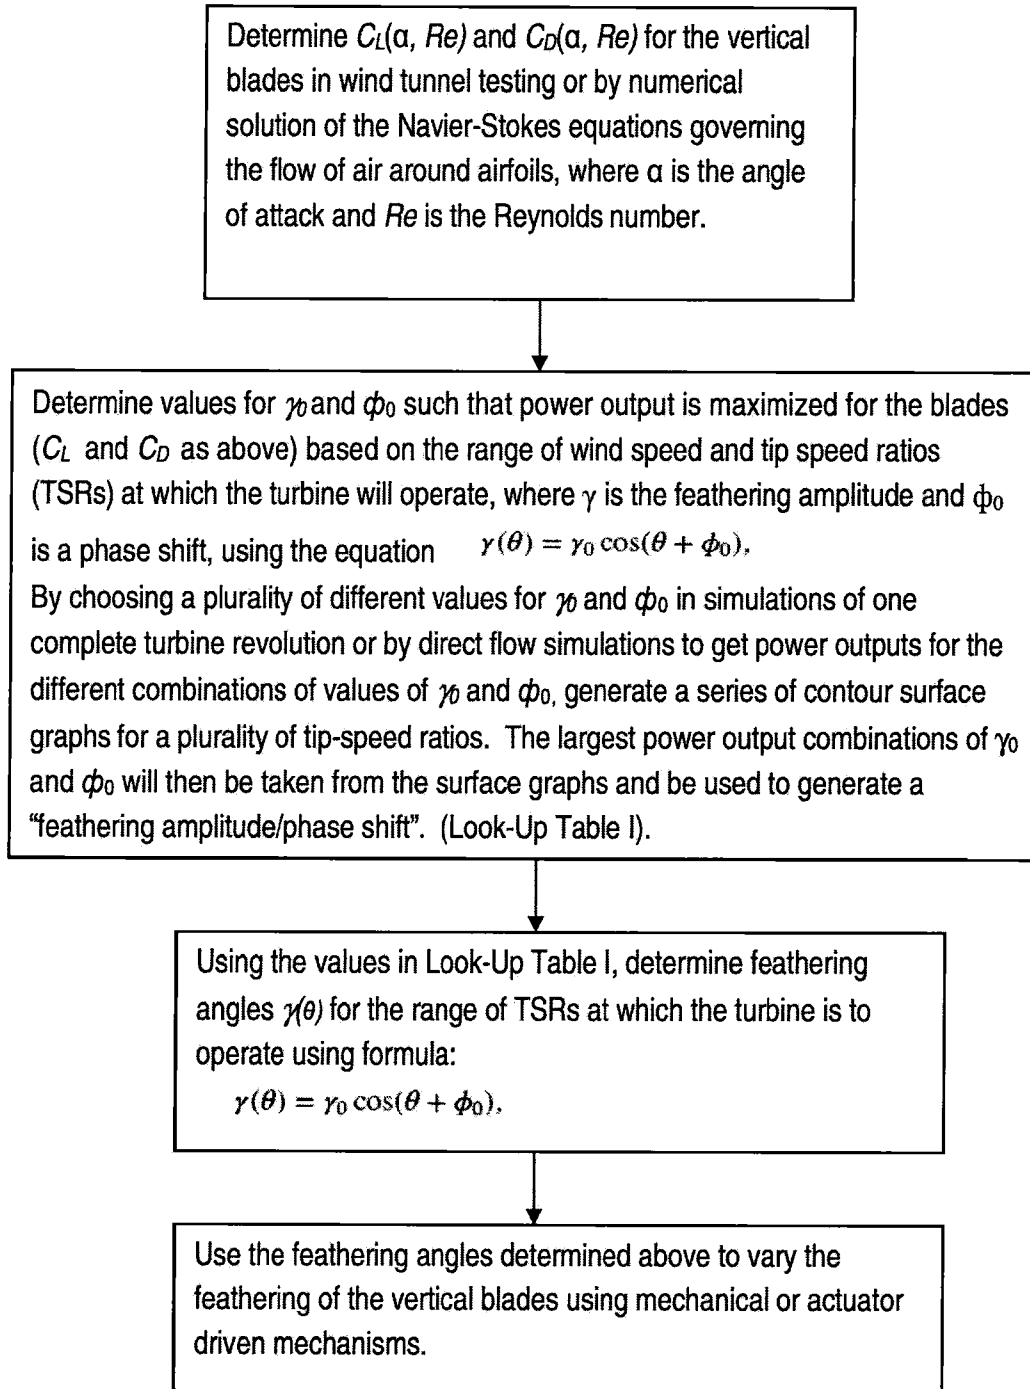 Determine C_L(α, Re) and C_D(α, Re) for the vertical
blades in wind tunnel testing or by numerical
solution of the Navier-Stokes equations governing
the flow of air around airfoils, where α is the angle
of attack and Re is the Reynolds number.
Determine values for γ₀ and ϕ₀ such that power output is maximized for the blades
(C_L and C_D as above) based on the range of wind speed and tip speed ratios
(TSRs) at which the turbine will operate, where γ is the feathering amplitude and ϕ₀
is a phase shift, using the equation γ(θ) = γ₀ cos(θ + ϕ₀),
By choosing a plurality of different values for γ₀ and ϕ₀ in simulations of one
complete turbine revolution or by direct flow simulations to get power outputs for the
different combinations of values of γ₀ and ϕ₀, generate a series of contour surface
graphs for a plurality of tip-speed ratios. The largest power output combinations of γ₀
and ϕ₀ will then be taken from the surface graphs and be used to generate a
“feathering amplitude/phase shift”. (Look-Up Table I).
Using the values in Look-Up Table I, determine feathering
angles γ(θ) for the range of TSRs at which the turbine is to
operate using formula:
γ(θ) = γ₀ cos(θ + ϕ₀),
Use the feathering angles determined above to vary the
feathering of the vertical blades using mechanical or actuator
driven mechanisms.